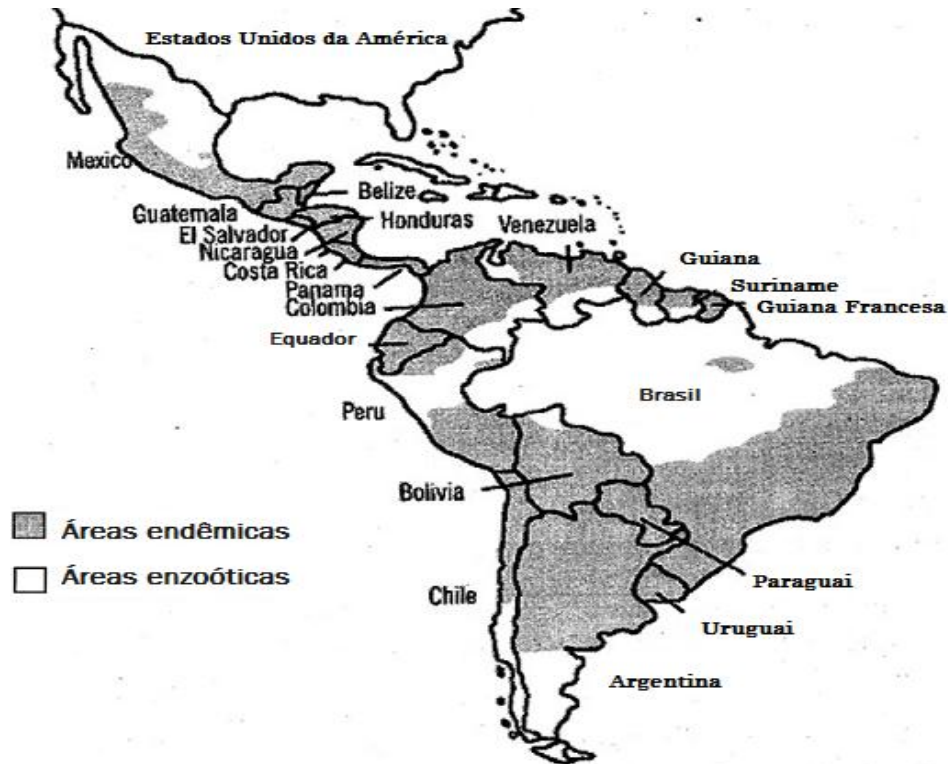 Estados Unidos da América
Mexico
Belize
Guatemala
Honduras
Venezuela
El Salvador
Nicaragua
Costa Rica
Guiana
Panama
Suriname
Colombia
Guiana Francesa
Equador
Brasil
Peru
Bolivia
Áreas endêmicas
Áreas enzoóticas
Paraguai
Chile
Uruguai
Argentina